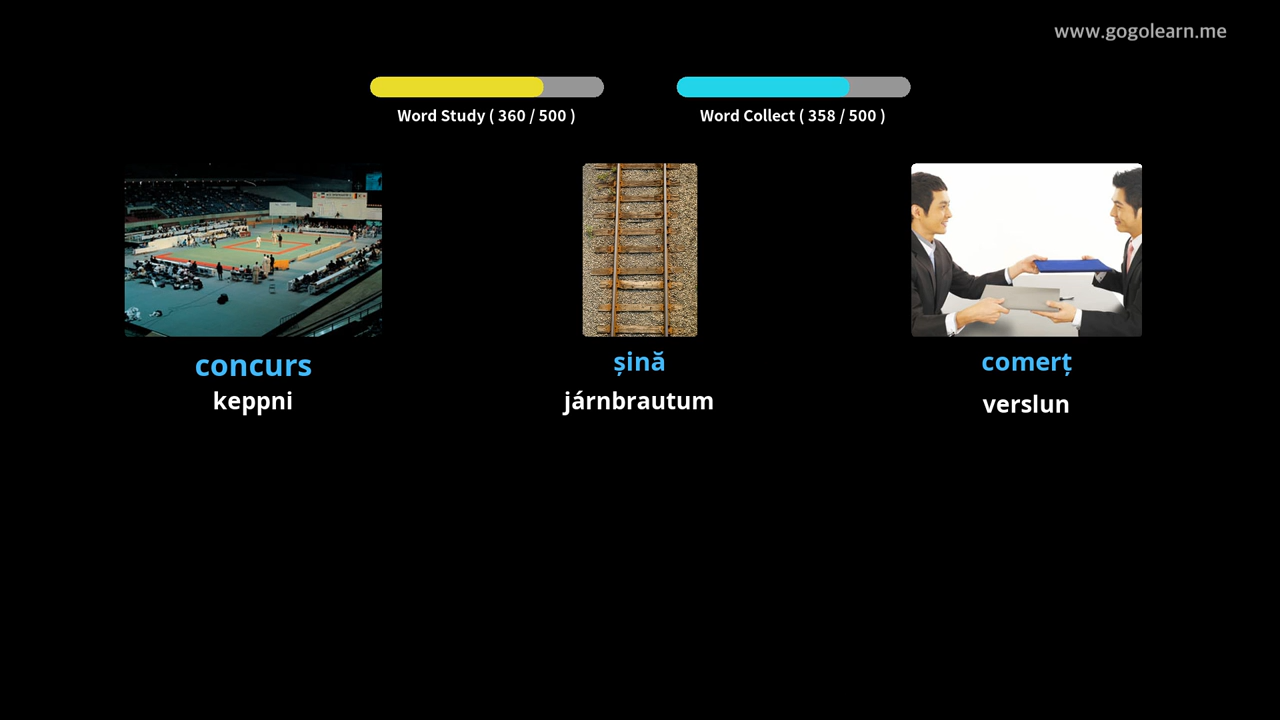 www.gogolearn.me
Word Study ( 360 / 500 )
Word Collect ( 358 / 500 )
concurs
keppni
șină
járnbrautum
comerț
verslun